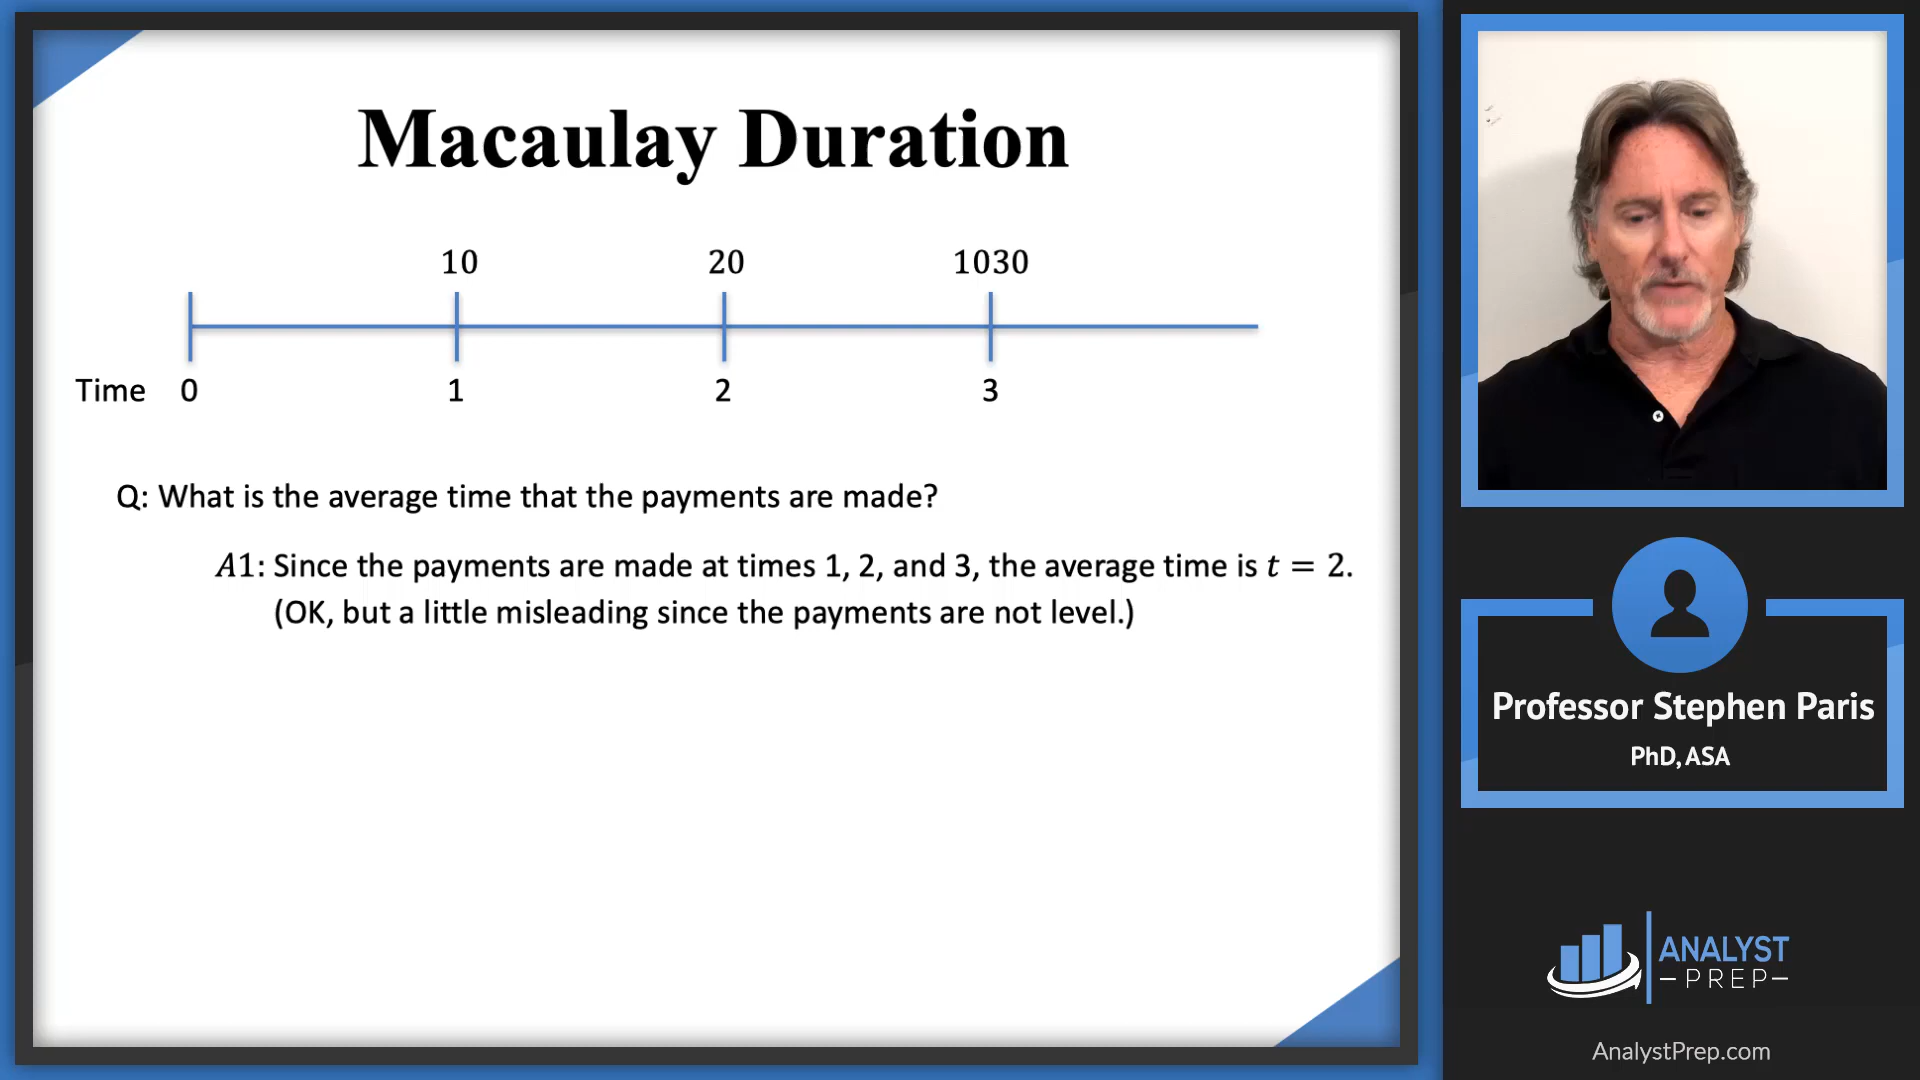 Macaulay Duration
10 20 1030
Time 0 1 2 3
Q: What is the average time that the payments are made?
A1: Since the payments are made at times 1, 2, and 3, the average time is t = 2.
(OK, but a little misleading since the payments are not level.)
Professor Stephen Paris
PhD, ASA
ANALYST
PREP
AnalystPrep.com